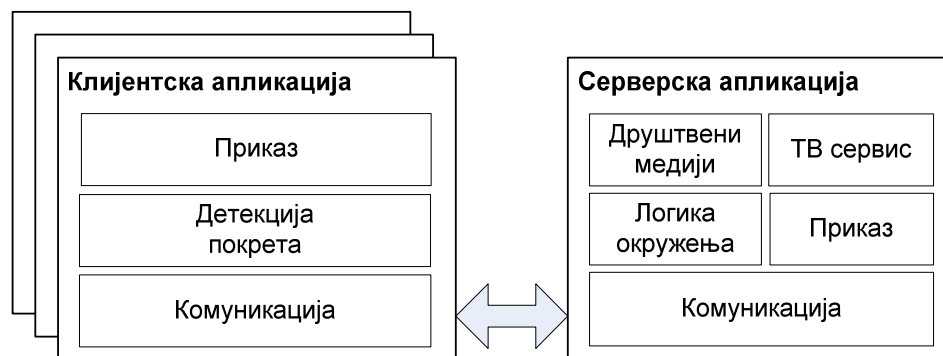 Клијентска апликација
Приказ
Детекција
покрета
Комуникација
Серверска апликација
Друштвени
медији
ТВ сервис
Логика
окружења
Приказ
Комуникација